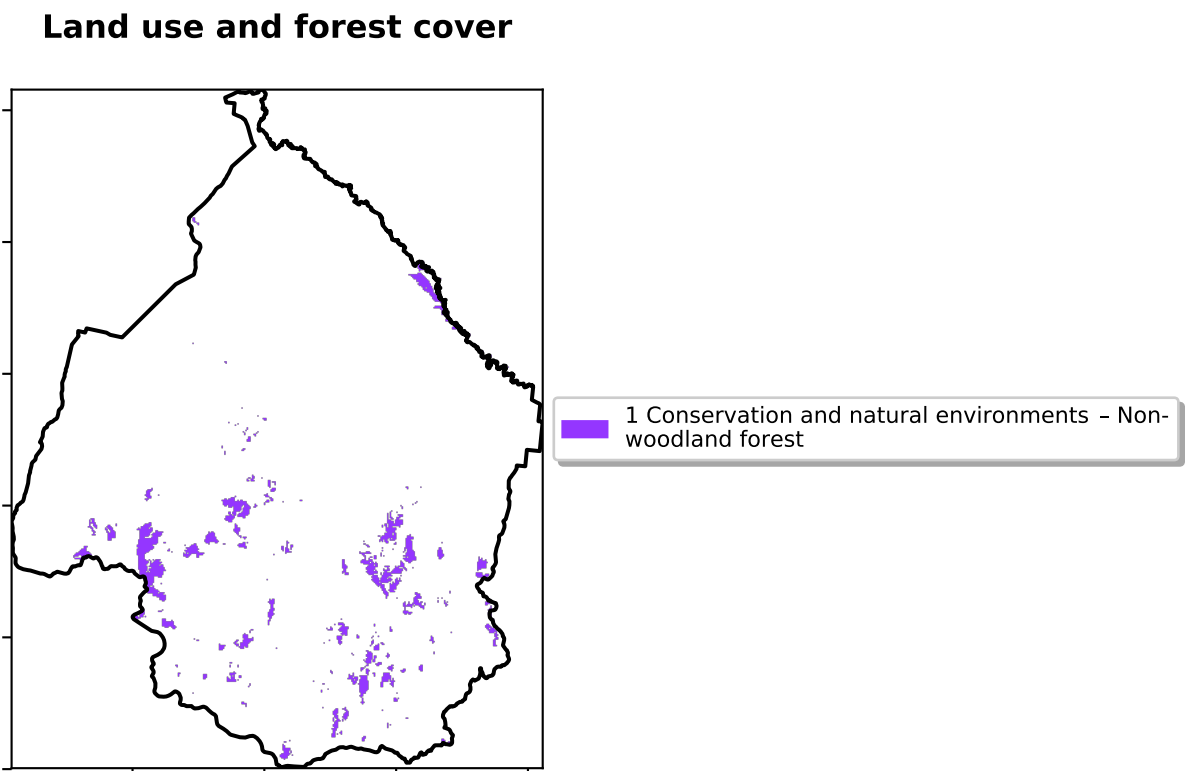 Land use and forest cover
1 Conservation and natural environments – Non-
woodland forest